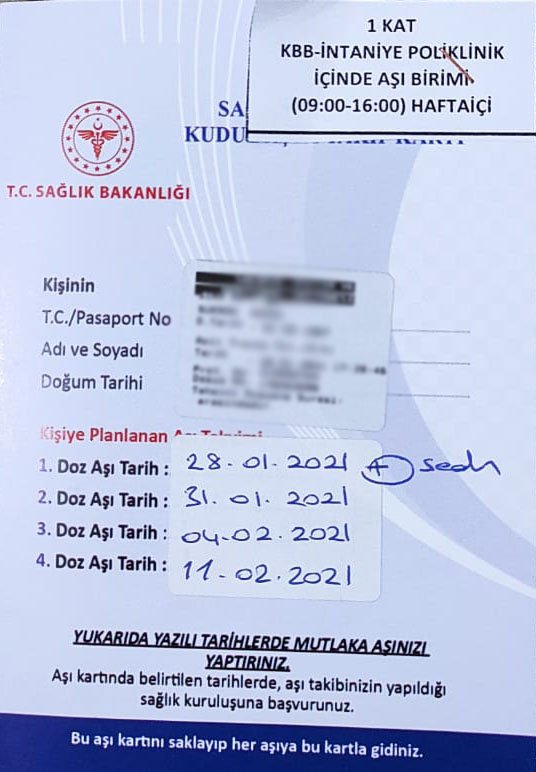 1 KAT
KBB-İNTANİYE POLİKLİNİK
İÇİNDE AŞI BİRİMİ
(09:00-16:00) HAFTAİÇİ
SA
KUDU
T.C. SAĞLIK BAKANLIĞI
Kişinin
T.C./Pasaport No
Adı ve Soyadı
Doğum Tarihi
Kişiye Planlanan
1. Doz Aşı Tarih : 28.01.2021 +
2. Doz Aşı Tarih : 31.01.2021
3. Doz Aşı Tarih : 04.02.2021
4. Doz Aşı Tarih : 11-02.2021
YUKARIDA YAZILI TARİHLERDE MUTLAKA AŞINIZI
YAPTIRINIZ.
Aşı kartında belirtilen tarihlerde, aşı takibinizin yapıldığı
sağlık kuruluşuna başvurunuz.
Bu aşı kartını saklayıp her aşıya bu kartla gidiniz.